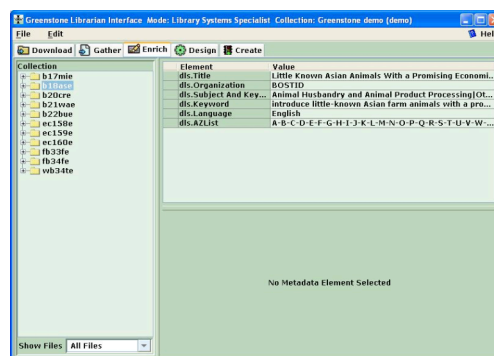 Greenstone Librarian Interface Mode: Library Systems Specialist Collection: Greenstone demo (demo)
File Edit Hel
Download Gather Enrich Design Create
Collection
b17mie
b18ase
b20cre
b21wae
b22bue
ec158e
ec159e
ec160e
fb33fe
fb34fe
wb34te
Show Files All Files
Element Value
dls.Title Little Known Asian Animals With a Promising Economi...
dls.Organization BOSTID
dls.Subject And Key... Animal Husbandry and Animal Product Processing|Ot...
dls.Keyword introduce little-known Asian farm animals with a pro...
dls.Language English
dls.AZList A-B-C-D-E-F-G-H-I-J-K-L-M-N-O-P-Q-R-S-T-U-V-W-...
No Metadata Element Selected